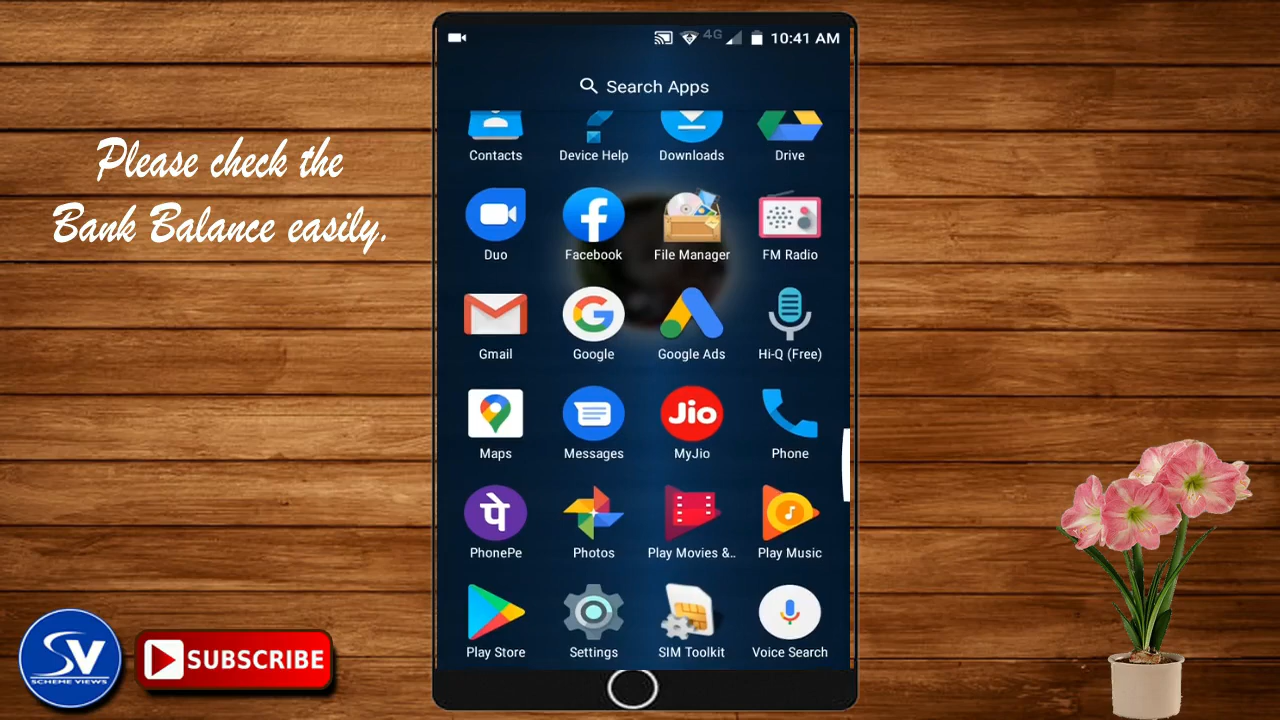 10:41 AM
4G
Search Apps
Contacts Device Help Downloads Drive
Duo Facebook File Manager FM Radio
Gmail Google Google Ads Hi-Q (Free)
Jio
Maps Messages MyJio Phone
पे
PhonePe Photos Play Movies &.. Play Music
Play Store Settings SIM Toolkit Voice Search
Please check the
Bank Balance easily.
SV
SCHEME VIEWS
SUBSCRIBE